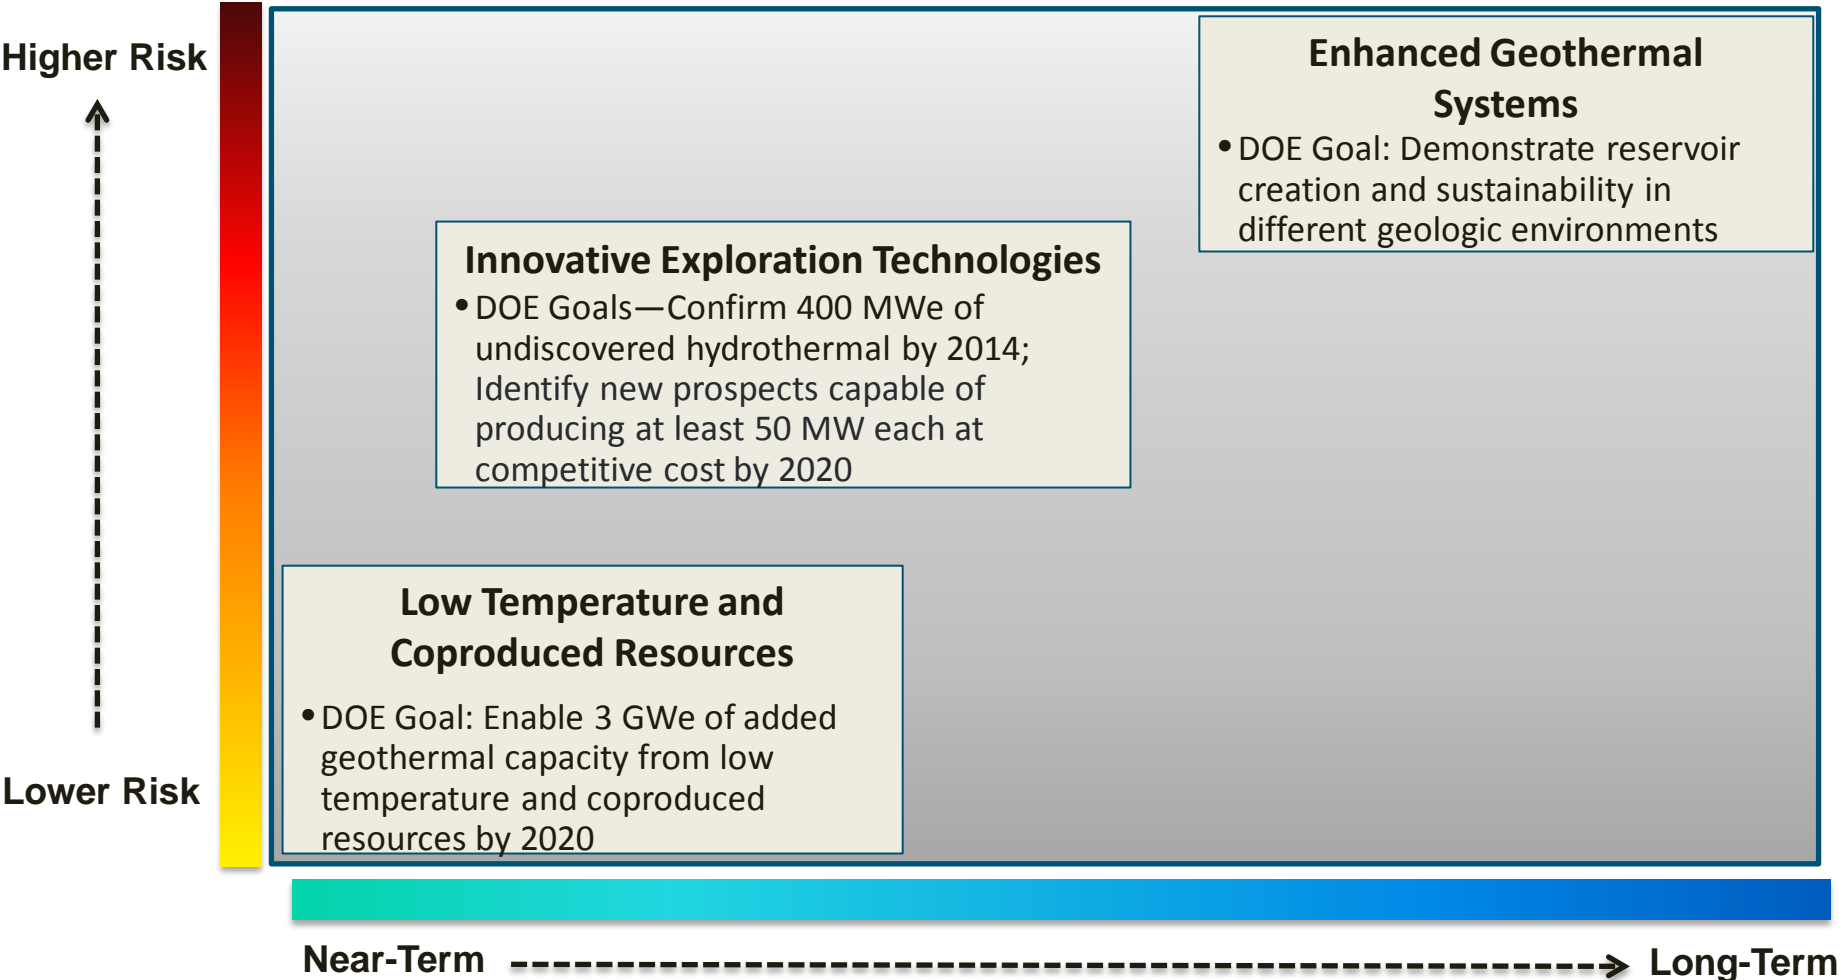 Higher Risk
Enhanced Geothermal
Systems
• DOE Goal: Demonstrate reservoir
creation and sustainability in
different geologic environments
Innovative Exploration Technologies
• DOE Goals—Confirm 400 MWe of
undiscovered hydrothermal by 2014;
Identify new prospects capable of
producing at least 50 MW each at
competitive cost by 2020
Low Temperature and
Coproduced Resources
• DOE Goal: Enable 3 GWe of added
geothermal capacity from low
temperature and coproduced
resources by 2020
Lower Risk
Near-Term
Long-Term